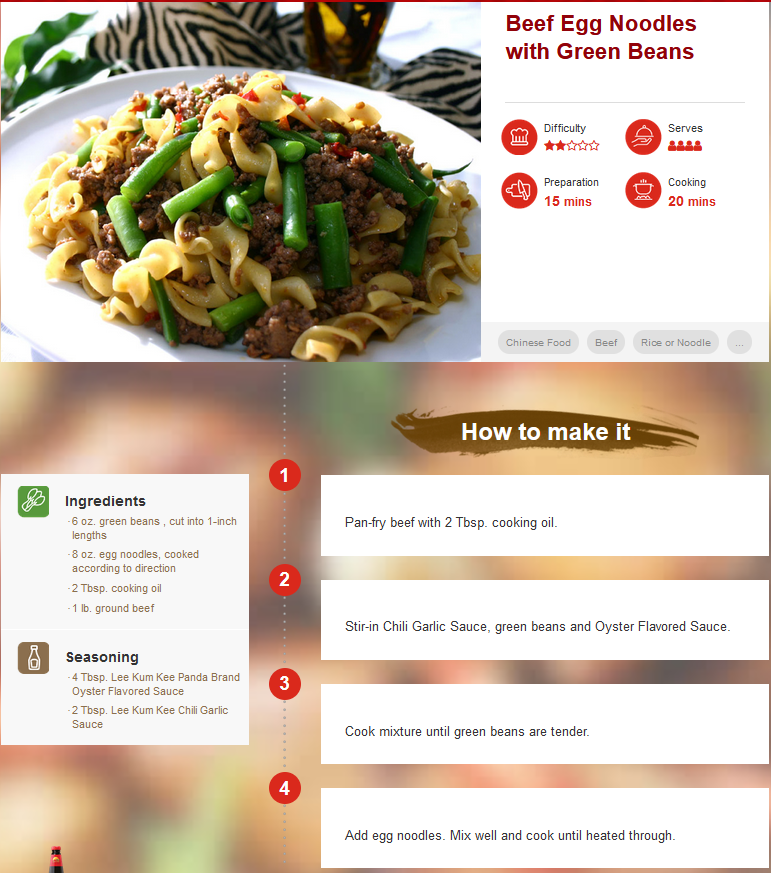 Beef Egg Noodles
with Green Beans
Difficulty
Serves
Preparation
15 mins
Cooking
20 mins
Chinese Food
Beef
Rice or Noodle
...
How to make it
Ingredients
·6 oz. green beans , cut into 1-inch
lengths
·8 oz. egg noodles, cooked
according to direction
·2 Tbsp. cooking oil
·1 lb. ground beef
Seasoning
·4 Tbsp. Lee Kum Kee Panda Brand
Oyster Flavored Sauce
·2 Tbsp. Lee Kum Kee Chili Garlic
Sauce
1
Pan-fry beef with 2 Tbsp. cooking oil.
2
Stir-in Chili Garlic Sauce, green beans and Oyster Flavored Sauce.
3
Cook mixture until green beans are tender.
4
Add egg noodles. Mix well and cook until heated through.